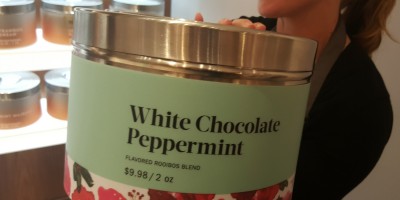 White Chocolate
Peppermint
FLAVORED ROOIBOS BLEND
$9.98 / 2 oz